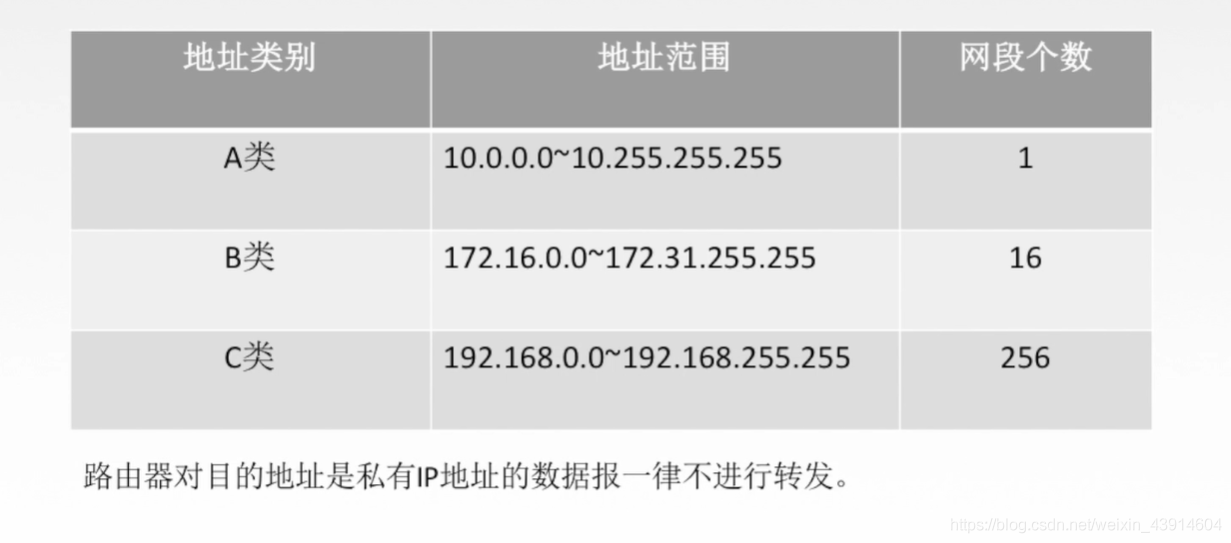 地址类别 地址范围 网段个数
A类 10.0.0.0~10.255.255.255 1
B类 172.16.0.0~172.31.255.255 16
C类 192.168.0.0~192.168.255.255 256
路由器对目的地址是私有IP地址的数据报一律不进行转发。
https://blog.csdn.net/weixin_43914604